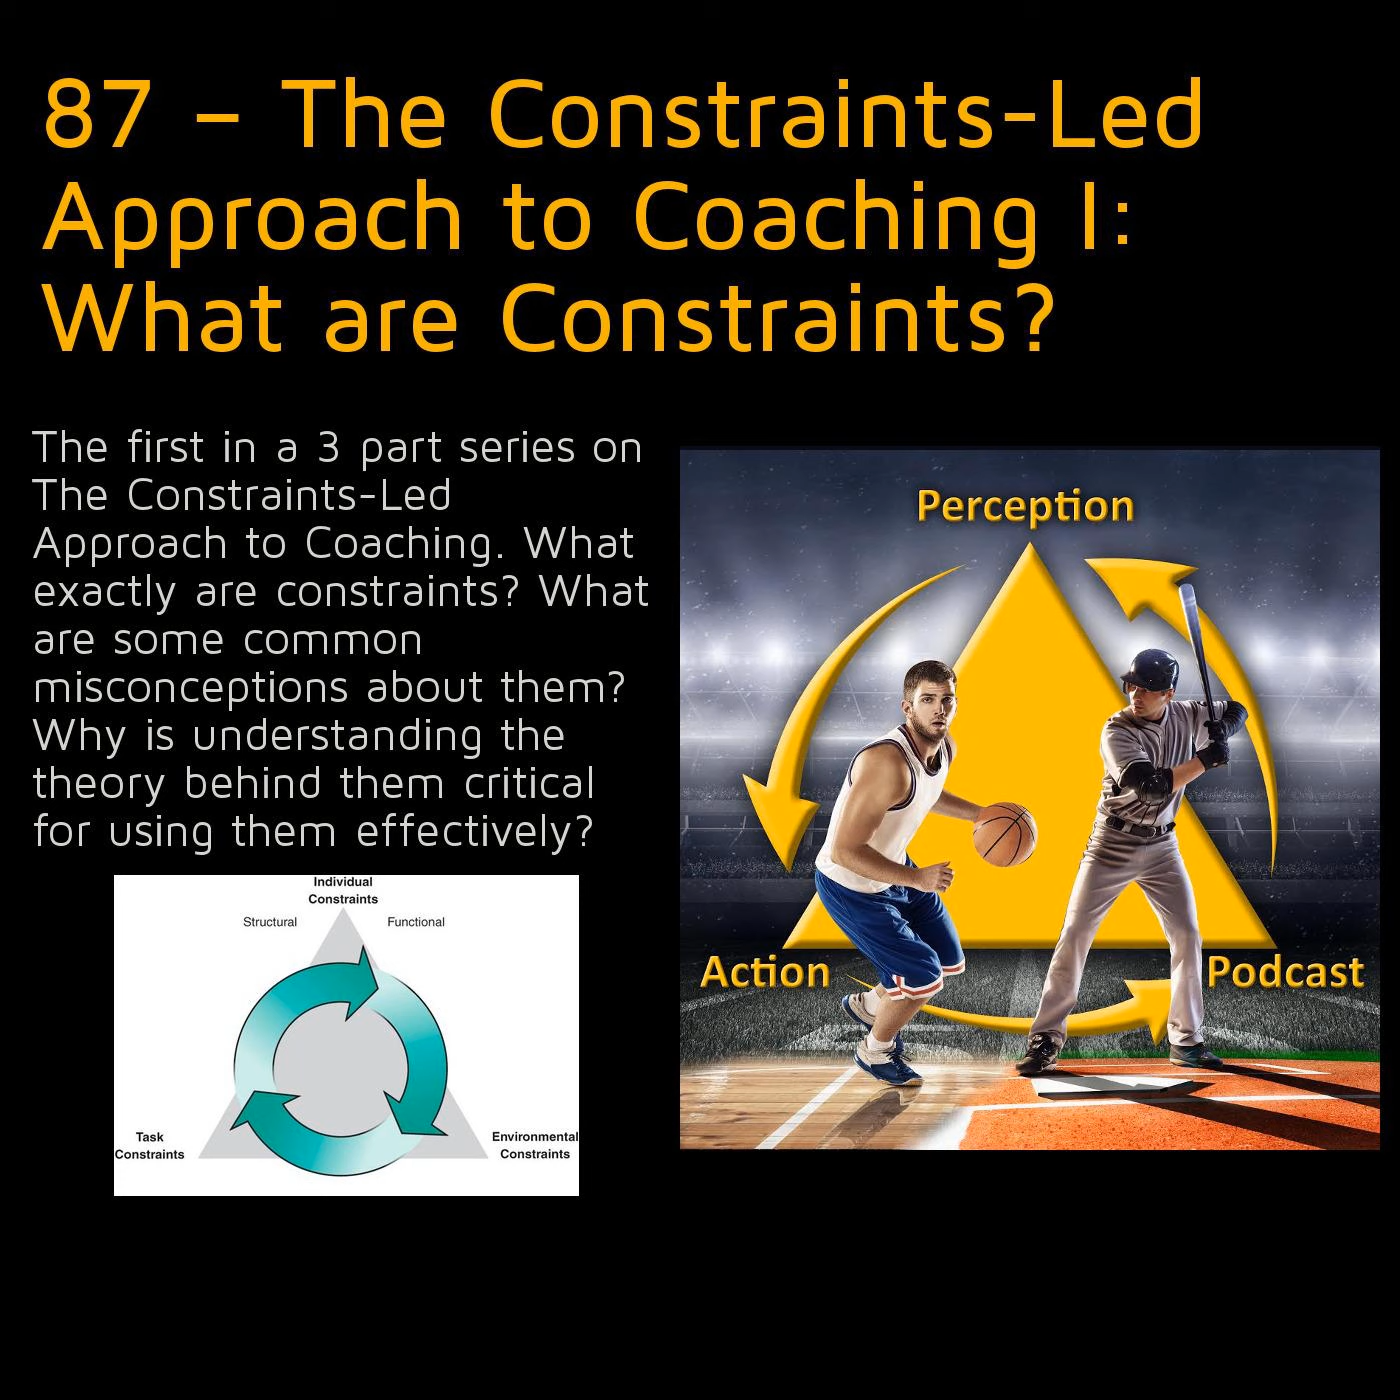 87 – The Constraints-Led
Approach to Coaching I:
What are Constraints?
The first in a 3 part series on
The Constraints-Led
Approach to Coaching. What
exactly are constraints? What
are some common
misconceptions about them?
Why is understanding the
theory behind them critical
for using them effectively?
Individual
Constraints
Structural
Functional
Task
Constraints
Environmental
Constraints
Perception
Action
Podcast